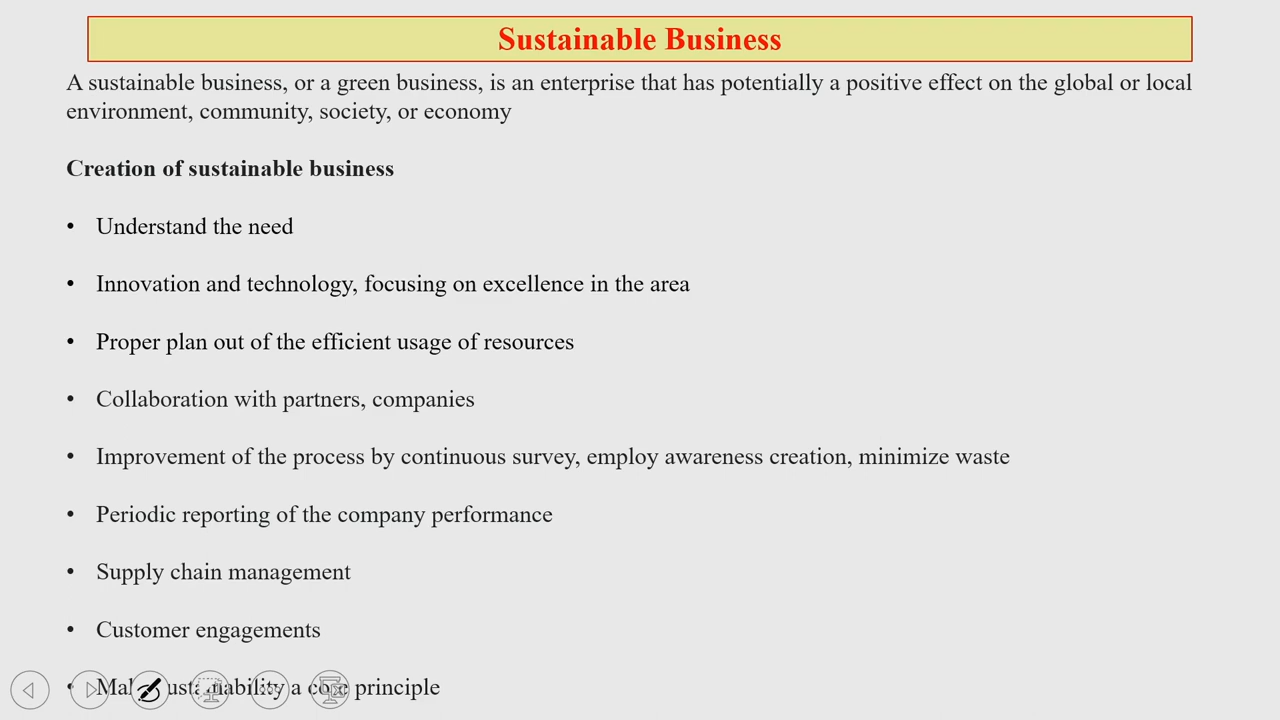 Sustainable Business
A sustainable business, or a green business, is an enterprise that has potentially a positive effect on the global or local
environment, community, society, or economy
Creation of sustainable business
• Understand the need
• Innovation and technology, focusing on excellence in the area
• Proper plan out of the efficient usage of resources
• Collaboration with partners, companies
• Improvement of the process by continuous survey, employ awareness creation, minimize waste
• Periodic reporting of the company performance
• Supply chain management
• Customer engagements
• Make sustainability a core principle